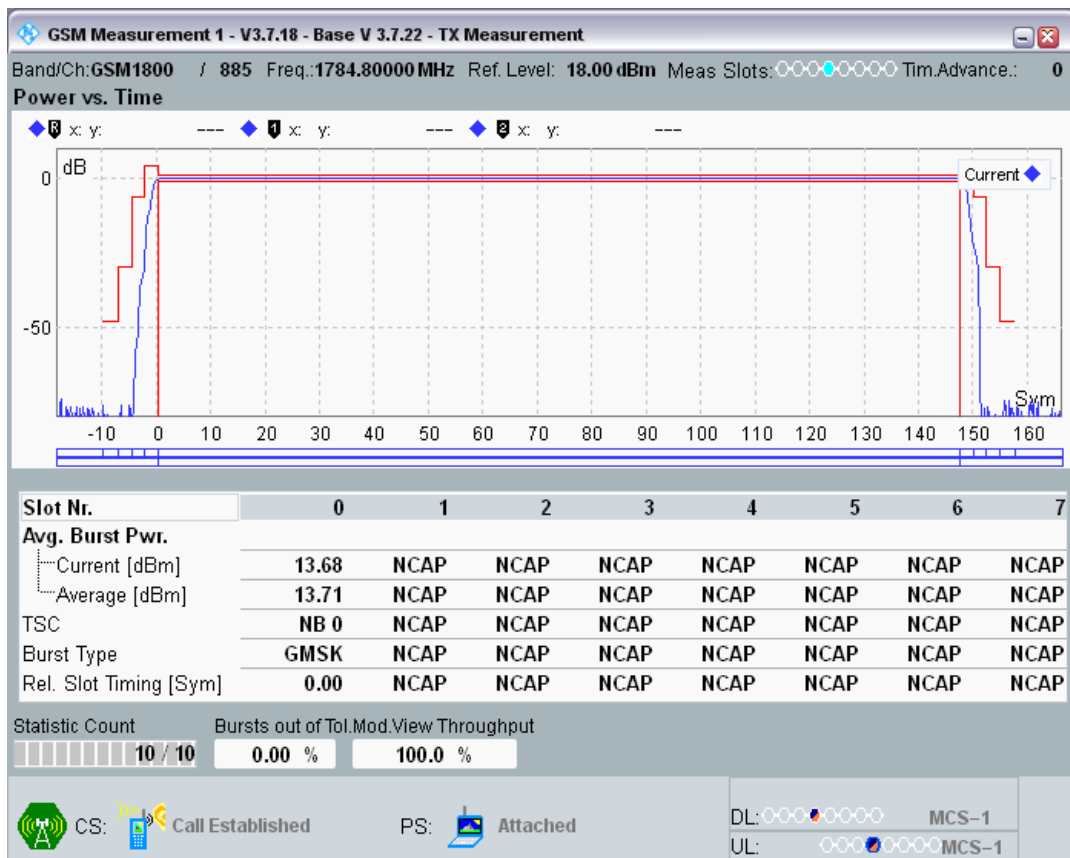 GSM Measurement 1 - V3.7.18 - Base V 3.7.22 - TX Measurement
Band/Ch:GSM1800 / 885 Freq.:1784.80000 MHz Ref. Level: 18.00 dBm Meas Slots: Tim.Advance.: 0
Power vs. Time
R x: y: --- 1 x: y: --- 2 x: y: ---
dB
Current
0
-50
Sym
-10 0 10 20 30 40 50 60 70 80 90 100 110 120 130 140 150 160
Slot Nr. 0 1 2 3 4 5 6 7
Avg. Burst Pwr.
Current [dBm] 13.68 NCAP NCAP NCAP NCAP NCAP NCAP NCAP
Average [dBm] 13.71 NCAP NCAP NCAP NCAP NCAP NCAP NCAP
TSC NB 0 NCAP NCAP NCAP NCAP NCAP NCAP NCAP
Burst Type GMSK NCAP NCAP NCAP NCAP NCAP NCAP NCAP
Rel. Slot Timing [Sym] 0.00 NCAP NCAP NCAP NCAP NCAP NCAP NCAP
Statistic Count Bursts out of Tol.Mod.View Throughput
10 / 10 0.00 % 100.0 %
CS: Call Established PS: Attached
DL: MCS-1
UL: MCS-1